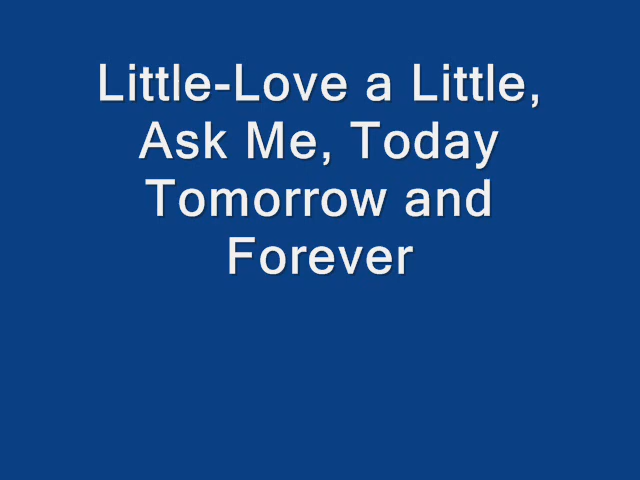 Little-Love a Little,
Ask Me, Today
Tomorrow and
Forever